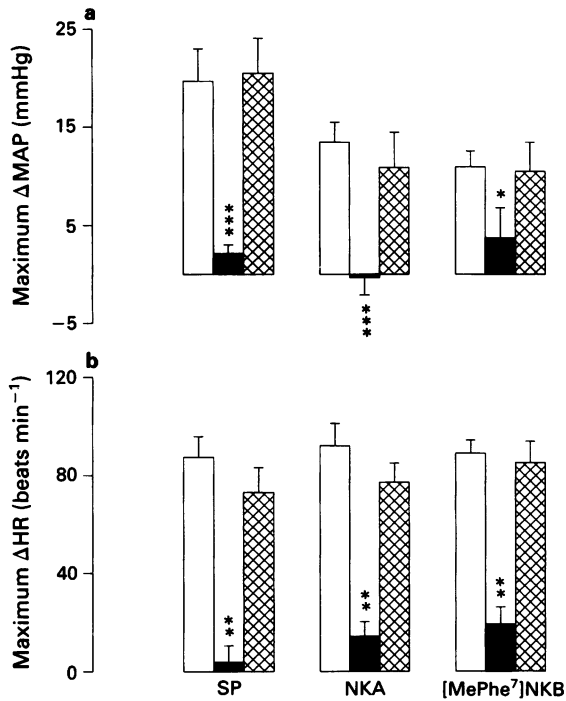 a
Maximum ΔMAP (mmHg)
25
15
5
−5
***
***
*
b
Maximum ΔHR (beats min⁻¹)
120
80
40
0
**
**
**
SP NKA [MePhe⁷]NKB